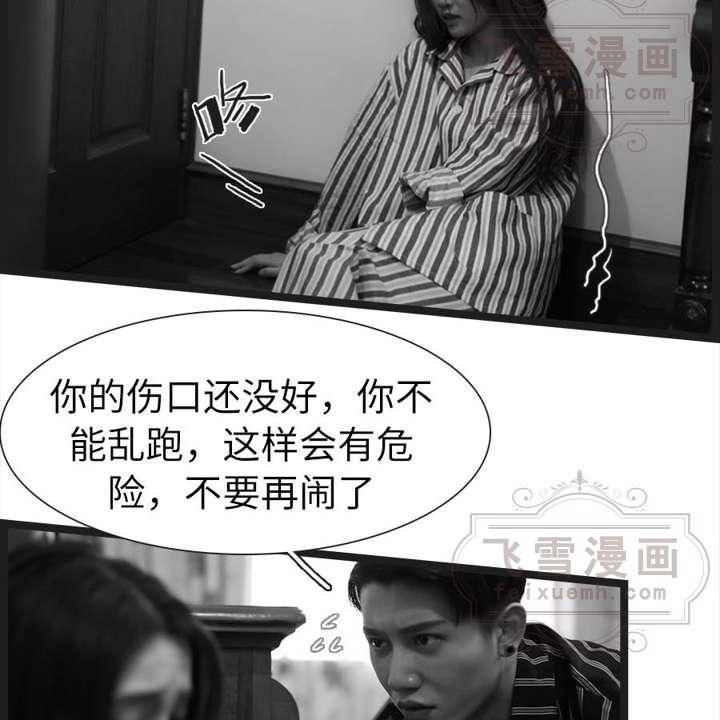 飞雪漫画
feixuemh.com
咚
你的伤口还没好，你不
能乱跑，这样会有危
险，不要再闹了
飞雪漫画
feixuemh.com